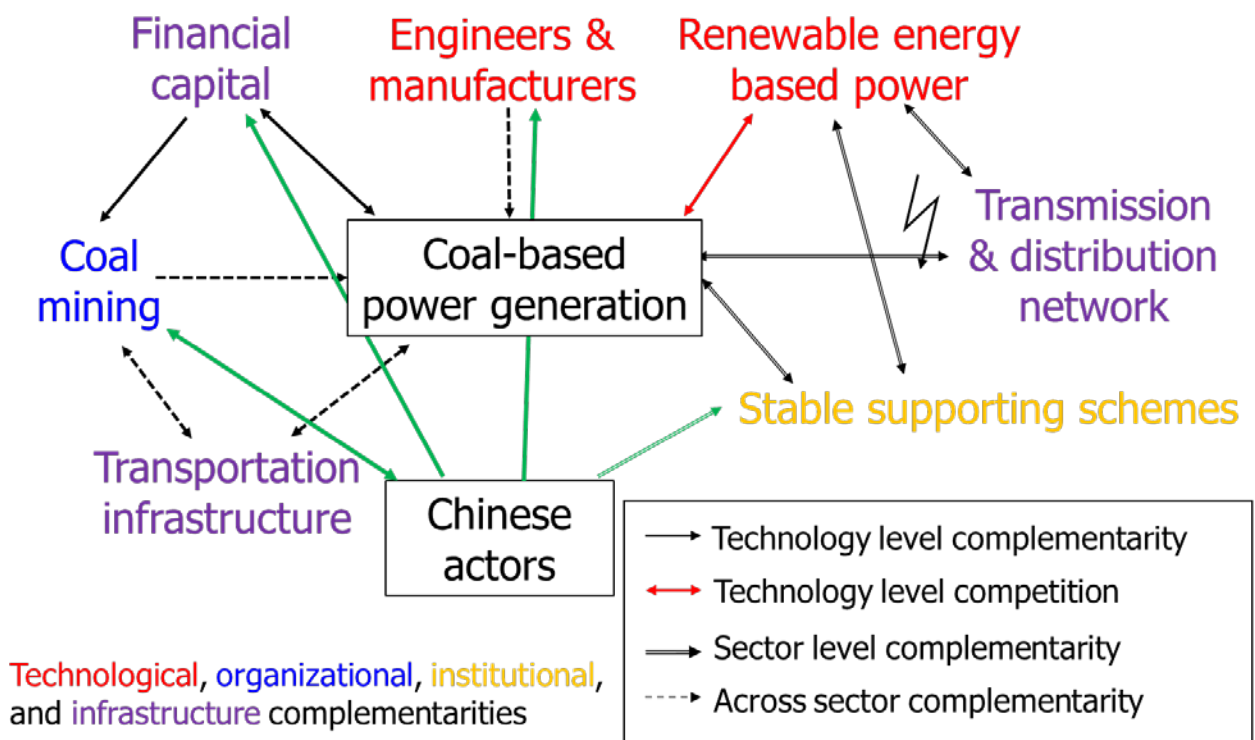 Financial
capital
Engineers &
manufacturers
Renewable energy
based power
Coal
mining
Coal-based
power generation
Transmission
& distribution
network
Stable supporting schemes
Transportation
infrastructure
Chinese
actors
Technology level complementarity
Technology level competition
Sector level complementarity
Across sector complementarity
Technological, organizational, institutional,
and infrastructure complementarities